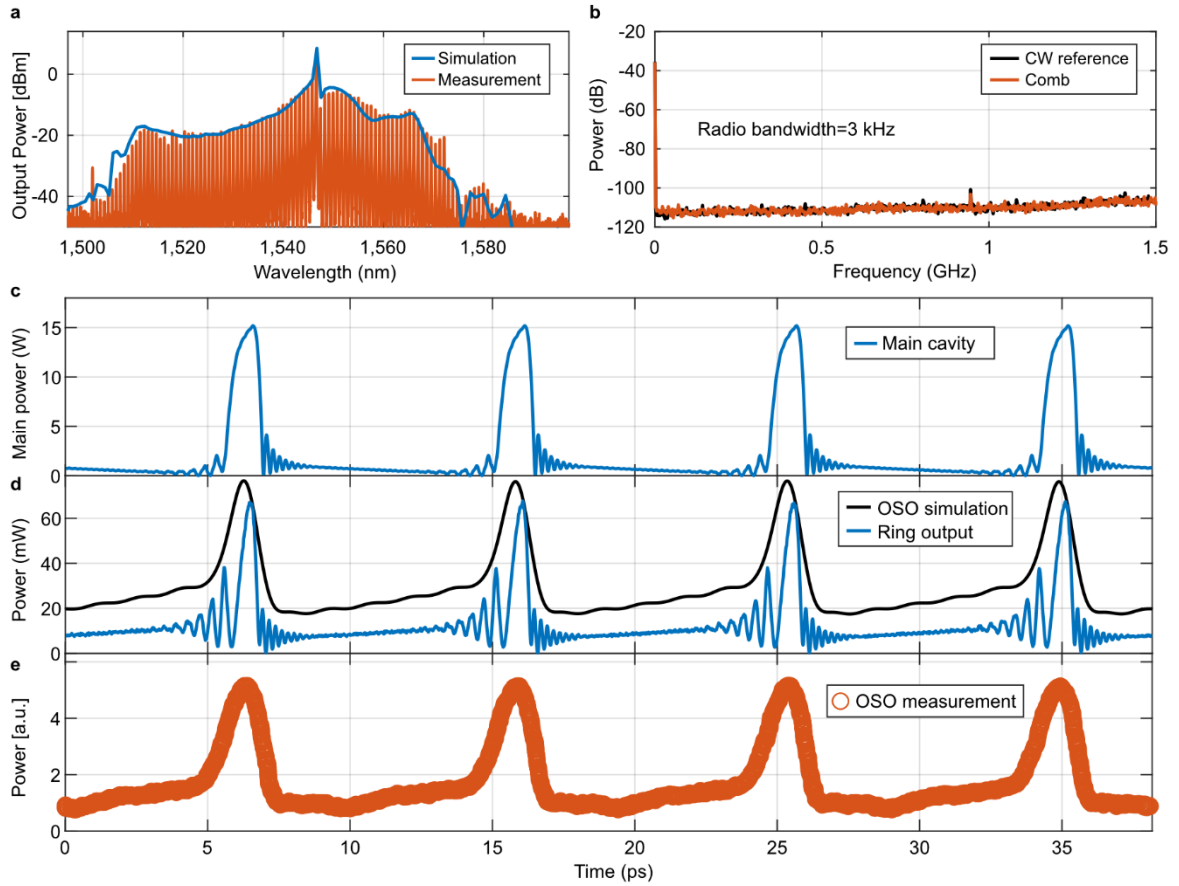 a
Output Power [dBm]
0
-20
-40
Simulation
Measurement
1,500
1,520
1,540
1,560
1,580
Wavelength (nm)
b
Power (dB)
-20
-40
-60
-80
-100
-120
CW reference
Comb
Radio bandwidth=3 kHz
0
0.5
1
1.5
Frequency (GHz)
c
Main power (W)
15
10
5
0
Main cavity
d
Power (mW)
60
40
20
0
OSO simulation
Ring output
e
Power [a.u.]
4
2
0
OSO measurement
0
5
10
15
20
25
30
35
Time (ps)